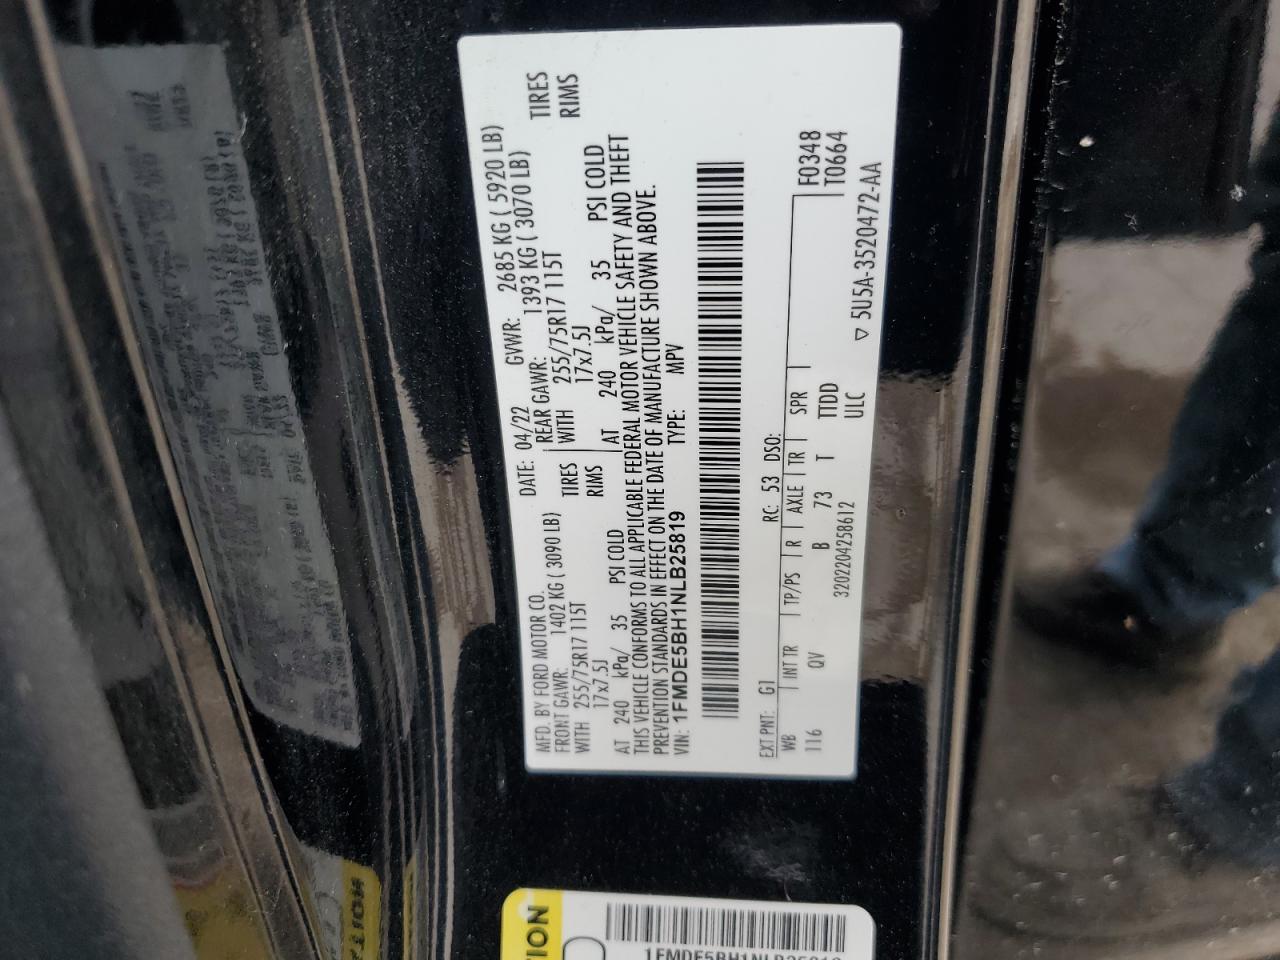 MFD. BY FORD MOTOR CO. DATE: 04/22 GVWR: 2685 KG ( 5920 LB)
FRONT GAWR: 1402 KG ( 3090 LB) REAR GAWR: 1393 KG ( 3070 LB)
WITH 255/75R17 115T TIRES WITH 255/75R17 115T TIRES
17x7.5J RIMS 17x7.5J RIMS
AT 240 kPa/ 35 PSI COLD AT 240 kPa/ 35 PSI COLD
THIS VEHICLE CONFORMS TO ALL APPLICABLE FEDERAL MOTOR VEHICLE SAFETY AND THEFT
PREVENTION STANDARDS IN EFFECT ON THE DATE OF MANUFACTURE SHOWN ABOVE.
VIN: 1FMDE5BH1NLB25819 TYPE: MPV
EXT PNT: G1 RC: 53 DSO: F0348
WB INT TR TP/PS R AXLE TR SPR T0664
116 QV B 73 T TTDD
3202204258612 ULC
▽ 5U5A-3520472-AA
TION
1FMDE5BH1NLB25819